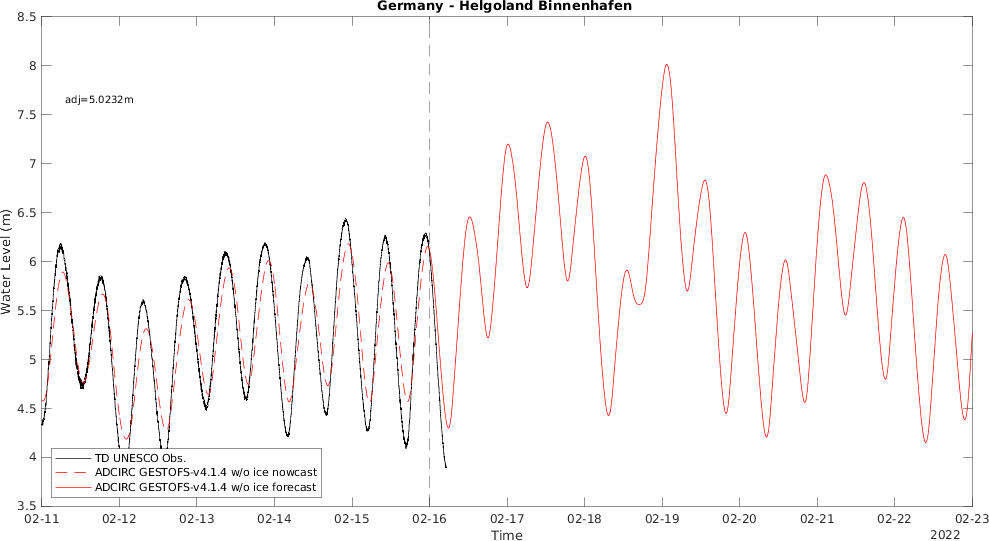 Germany - Helgoland Binnenhafen
8.5
8
7.5
7
6.5
6
5.5
5
4.5
4
3.5
Water Level (m)
adj=5.0232m
TD UNESCO Obs.
ADCIRC GESTOFS-v4.1.4 w/o ice nowcast
ADCIRC GESTOFS-v4.1.4 w/o ice forecast
02-11 02-12 02-13 02-14 02-15 02-16 02-17 02-18 02-19 02-20 02-21 02-22 02-23
Time
2022